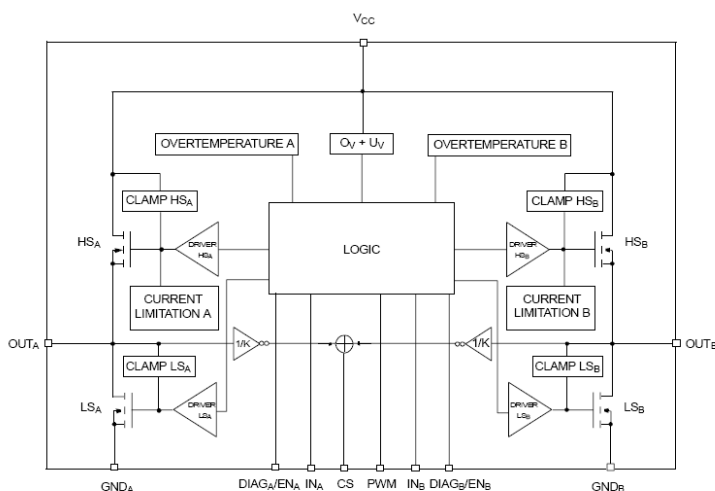 VCC
OVERTEMPERATURE A
OV + UV
OVERTEMPERATURE B
CLAMP HSA
CLAMP HSB
HSA
DRIVER
HSA
LOGIC
DRIVER
HSB
HSB
CURRENT
LIMITATION A
CURRENT
LIMITATION B
OUTA
1/K
1/K
OUTB
CLAMP LSA
CLAMP LSB
LSA
DRIVER
LSA
DRIVER
LSB
LSB
GNDA
DIAGA/ENA
INA
CS
PWM
INB
DIAGB/ENB
GNDB